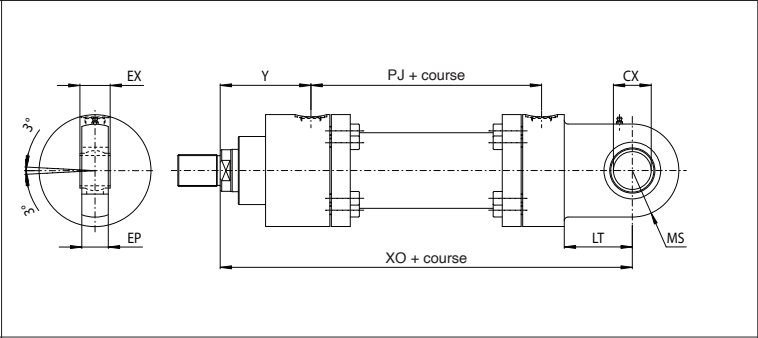 EX
Y
PJ + course
CX
3°
3°
EP
LT
MS
XO + course